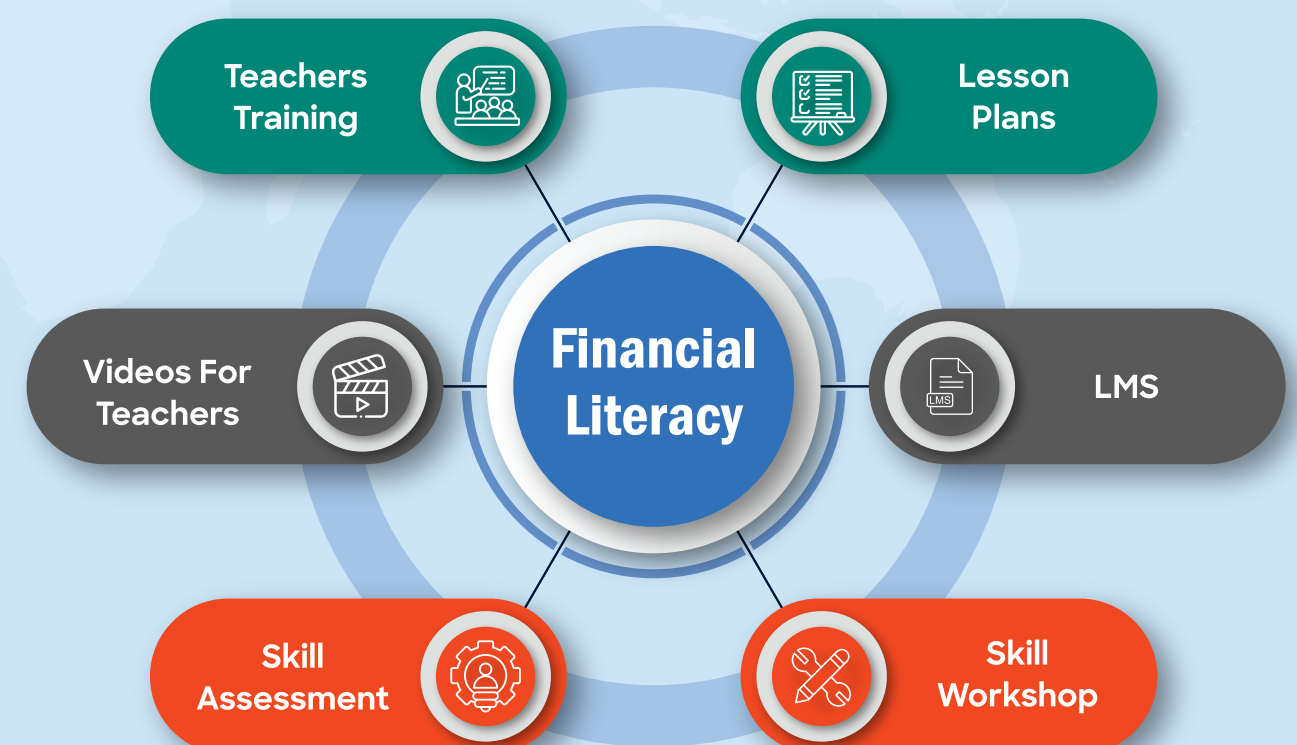 Teachers
Training
Lesson
Plans
Videos For
Teachers
Financial
Literacy
LMS
LMS
Skill
Assessment
Skill
Workshop